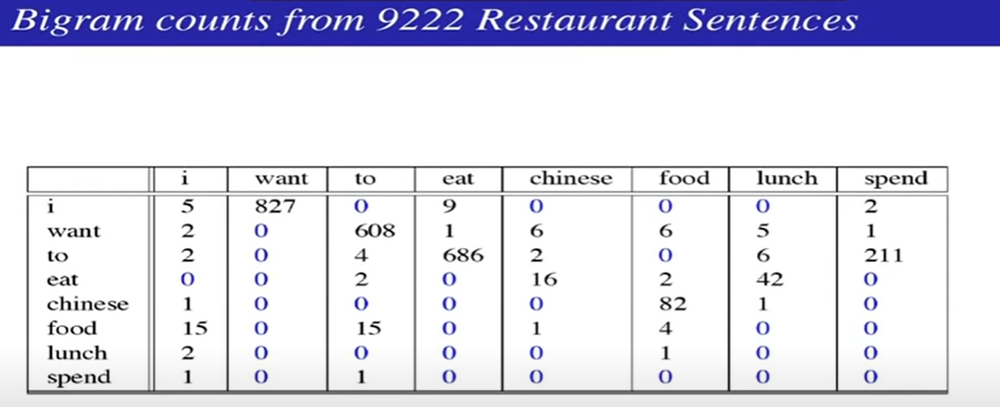 Bigram counts from 9222 Restaurant Sentences
i want to eat chinese food lunch spend
i 5 827 0 9 0 0 0 2
want 2 0 608 1 6 6 5 1
to 2 0 4 686 2 0 6 211
eat 0 0 2 0 16 2 42 0
chinese 1 0 0 0 0 82 1 0
food 15 0 15 0 1 4 0 0
lunch 2 0 0 0 0 1 0 0
spend 1 0 1 0 0 0 0 0